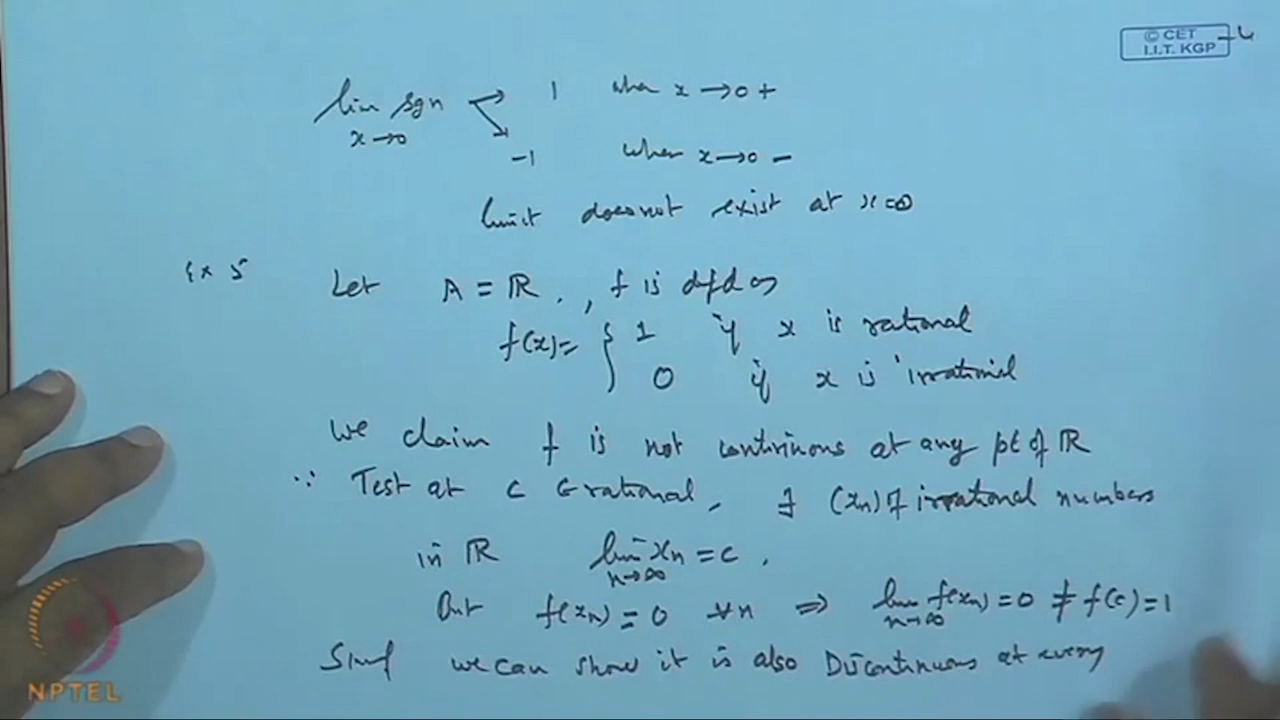 © CET
I.I.T. KGP
lim sgn → 1 when x → 0 +
x → 0
→ -1 when x → 0 -
limit does not exist at x = 0
Ex 5 Let A = ℝ., f is dfd as
f(x) = { 1 if x is rational
0 if x is irrational
We claim f is not continuous at any pt of ℝ
∵ Test at c ∈ rational, ∃ (xn) of irrational numbers
in ℝ lim xn = c.
n → ∞
But f(xn) = 0 ∀ n ⇒ lim f(xn) = 0 ≠ f(c) = 1
n → ∞
we can show it is also Discontinuous at every
NPTEL